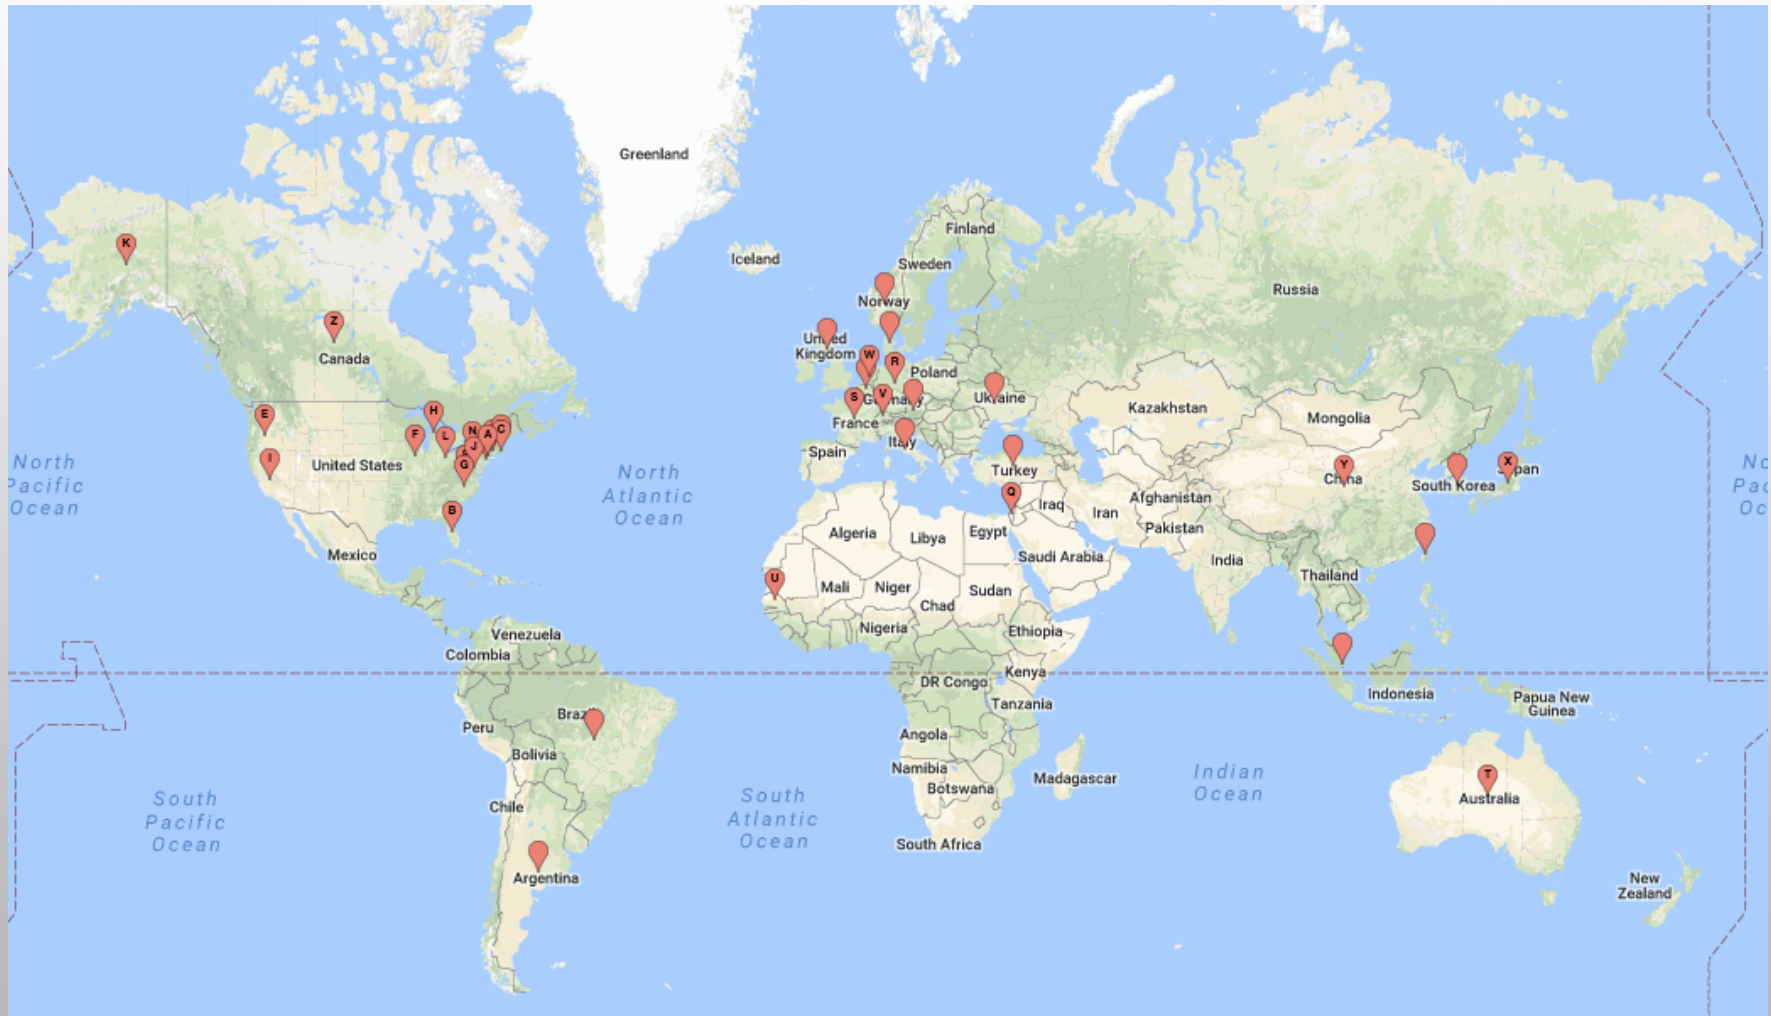 Greenland
Finland
Iceland
Sweden
Russia
K
Norway
Z
United
Kingdom
Canada
W
R
Poland
E
H
S
V
Germany
Ukraine
Kazakhstan
Mongolia
F
L
N
A
C
J
G
France
Italy
I
United States
Spain
Turkey
Y
China
X
Japan
South Korea
North
Pacific
Ocean
North
Atlantic
Ocean
Q
Iraq
Iran
Afghanistan
Pakistan
B
Algeria
Libya
Egypt
Saudi Arabia
India
Mexico
Thailand
U
Mali
Niger
Chad
Sudan
Nigeria
Ethiopia
Venezuela
Colombia
Kenya
DR Congo
Indonesia
Papua New
Guinea
Tanzania
Brazil
Peru
Angola
Bolivia
Namibia
Botswana
Madagascar
Indian
Ocean
T
Australia
South
Pacific
Ocean
Chile
South
Atlantic
Ocean
South Africa
Argentina
New
Zealand